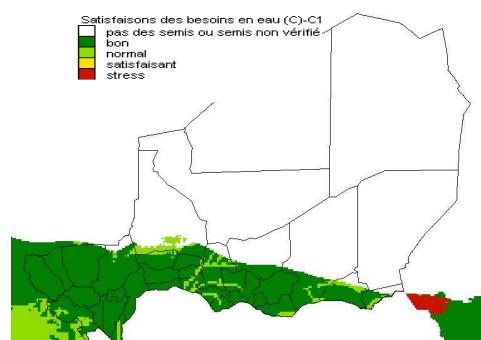 Satisfaisons des besoins en eau (C)-C1
pas des semis ou semis non vérifié
bon
normal
satisfaisant
stress